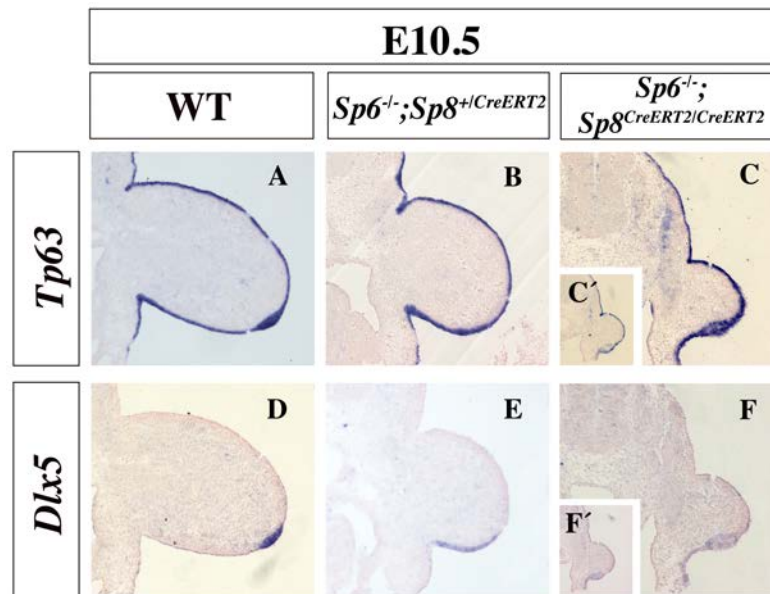 E10.5
WT
Sp6-/-;Sp8+/CreERT2
Sp6-/-;
Sp8CreERT2/CreERT2
Tp63
A
B
C
C´
Dlx5
D
E
F
F´